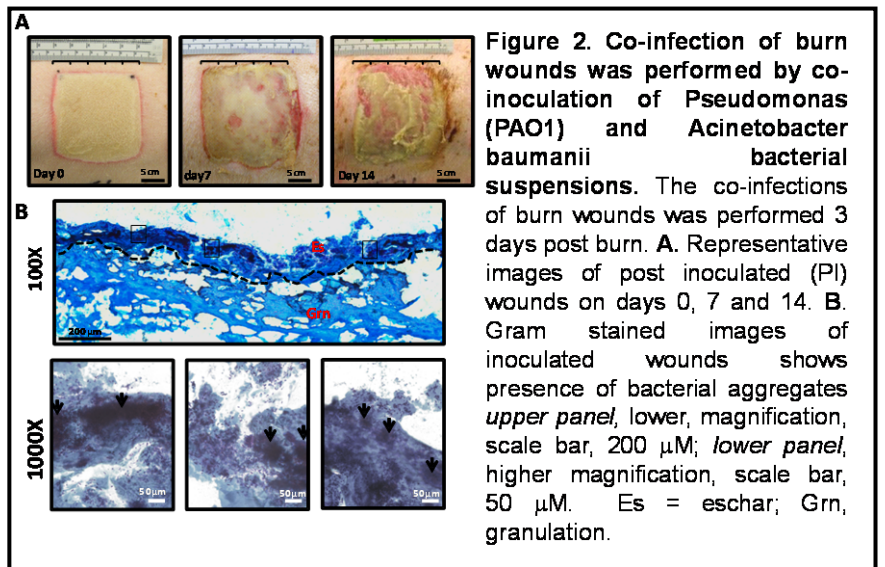 A
Day 0
5 cm
day7
5 cm
Day 14
5 cm
B
100X
Es
Grn
200 µm
1000X
50µm
50µm
50µm
Figure 2. Co-infection of burn
wounds was performed by co-
inoculation of Pseudomonas
(PAO1) and Acinetobacter
baumanii bacterial
suspensions. The co-infections
of burn wounds was performed 3
days post burn. A. Representative
images of post inoculated (PI)
wounds on days 0, 7 and 14. B.
Gram stained images of
inoculated wounds shows
presence of bacterial aggregates
upper panel, lower, magnification,
scale bar, 200 µM; lower panel,
higher magnification, scale bar,
50 µM. Es = eschar; Grn,
granulation.